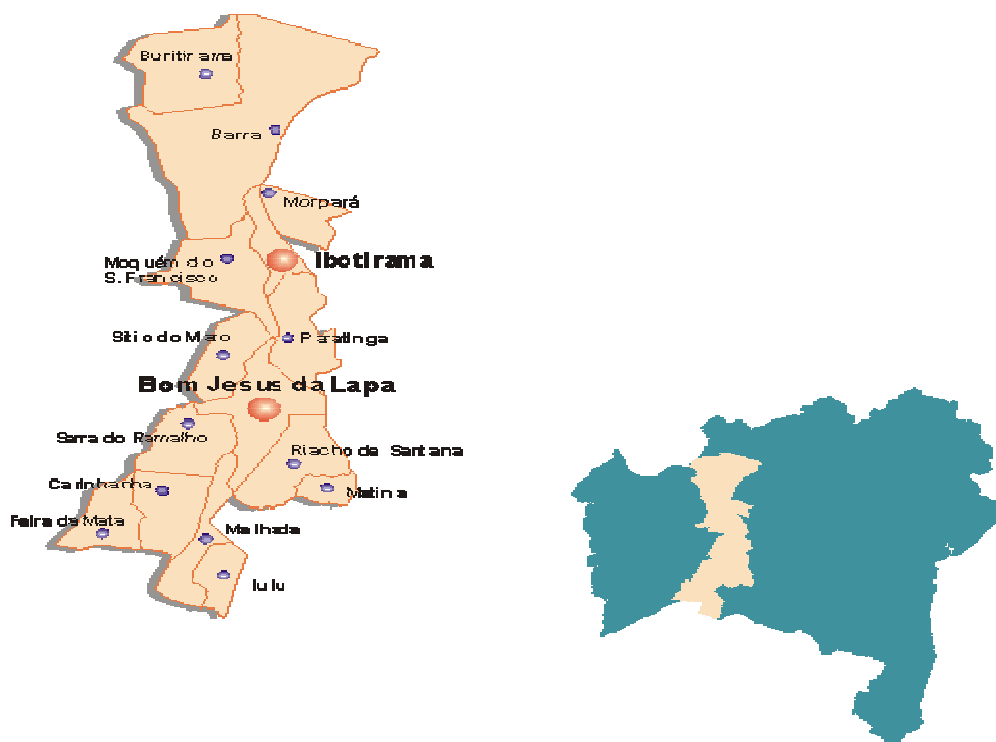 Buritirama
Barra
Morpará
Ibotirama
Moquém do
S. Francisco
Sítio do Mato
Paratinga
Bom Jesus da Lapa
Serra do Ramalho
Riacho de Santana
Carinhanha
Matina
Feira da Mata
Malhada
Iuiu